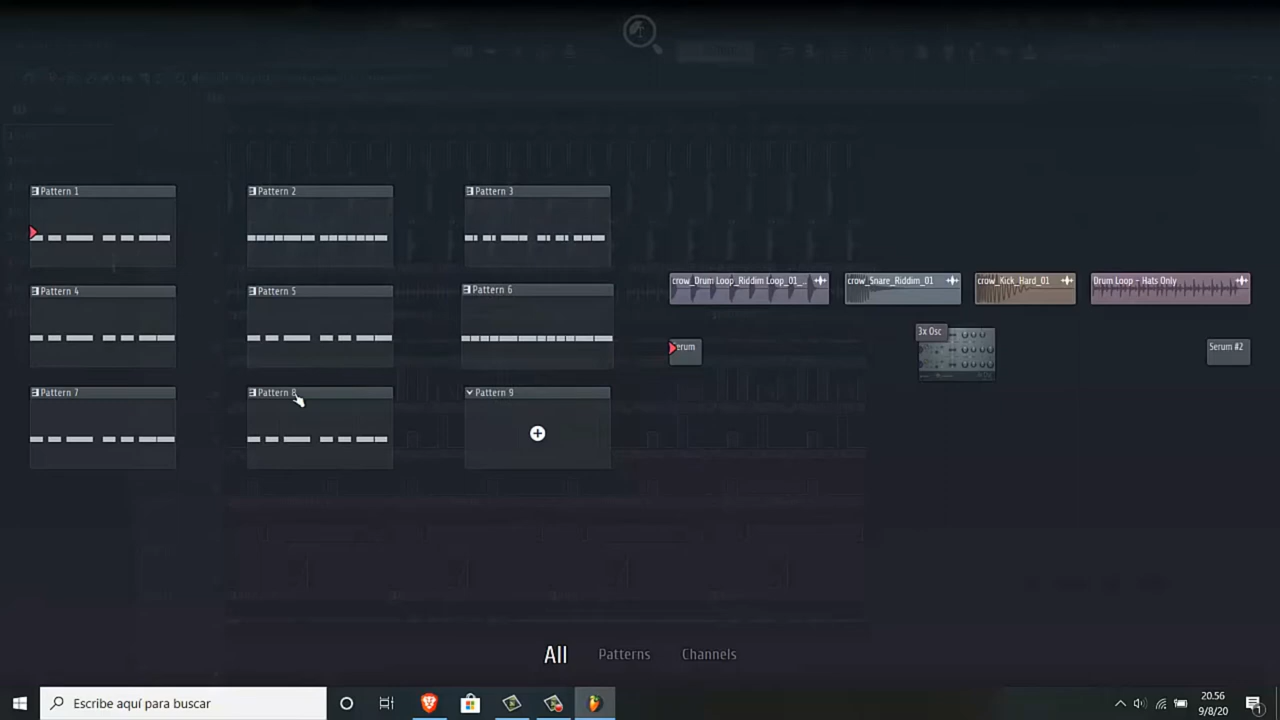 Pattern 1
Pattern 2
Pattern 3
crow_Drum Loop_Riddim Loop_01_...
crow_Snare_Riddim_01
crow_Kick_Hard_01
Drum Loop - Hats Only
Pattern 4
Pattern 5
Pattern 6
3x Osc
erum
Serum #2
Pattern 7
Pattern 8
Pattern 9
All
Patterns
Channels
Escribe aquí para buscar
20.56
9/8/20
1